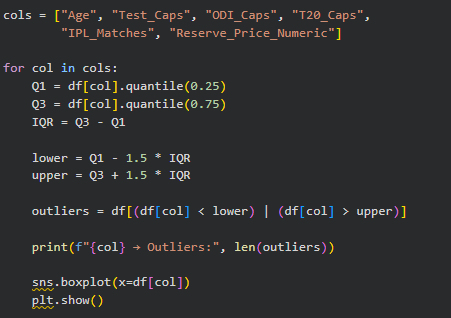 cols = ["Age", "Test_Caps", "ODI_Caps", "T20_Caps",
        "IPL_Matches", "Reserve_Price_Numeric"]

for col in cols:
    Q1 = df[col].quantile(0.25)
    Q3 = df[col].quantile(0.75)
    IQR = Q3 - Q1

    lower = Q1 - 1.5 * IQR
    upper = Q3 + 1.5 * IQR

    outliers = df[(df[col] < lower) | (df[col] > upper)]

    print(f"{col} → Outliers:", len(outliers))

    sns.boxplot(x=df[col])
    plt.show()